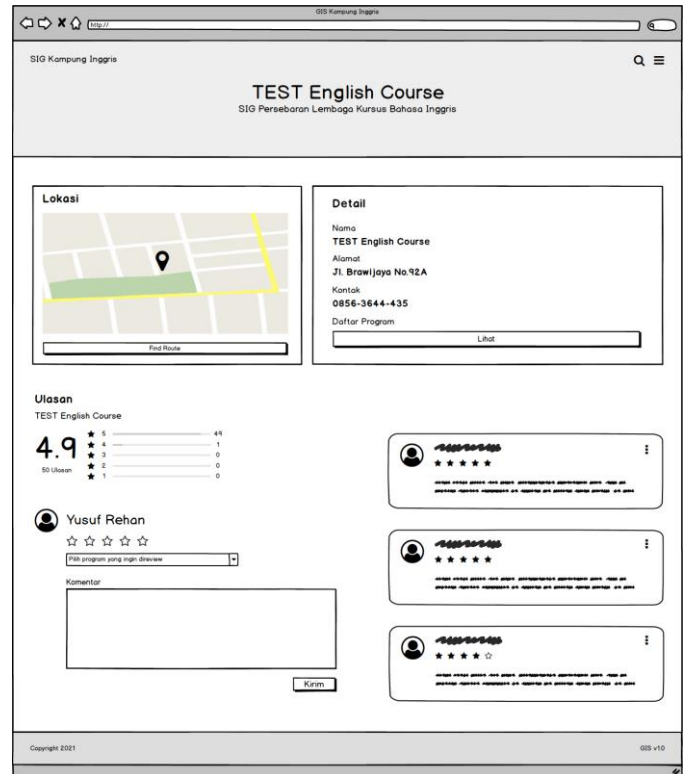 GIS Kampung Inggris
http://
SIG Kampung Inggris
TEST English Course
SIG Persebaran Lembaga Kursus Bahasa Inggris
Lokasi
Find Route
Detail
Nama
TEST English Course
Alamat
Jl. Brawijaya No.92A
Kontak
0856-3644-435
Daftar Program
Lihat
Ulasan
TEST English Course
4.9
50 Ulasan
5 49
4 1
3 0
2 0
1 0
Yusuf Rehan
Pilih program yang ingin direview
Komentar
Kirim
Copyright 2021
GIS v10